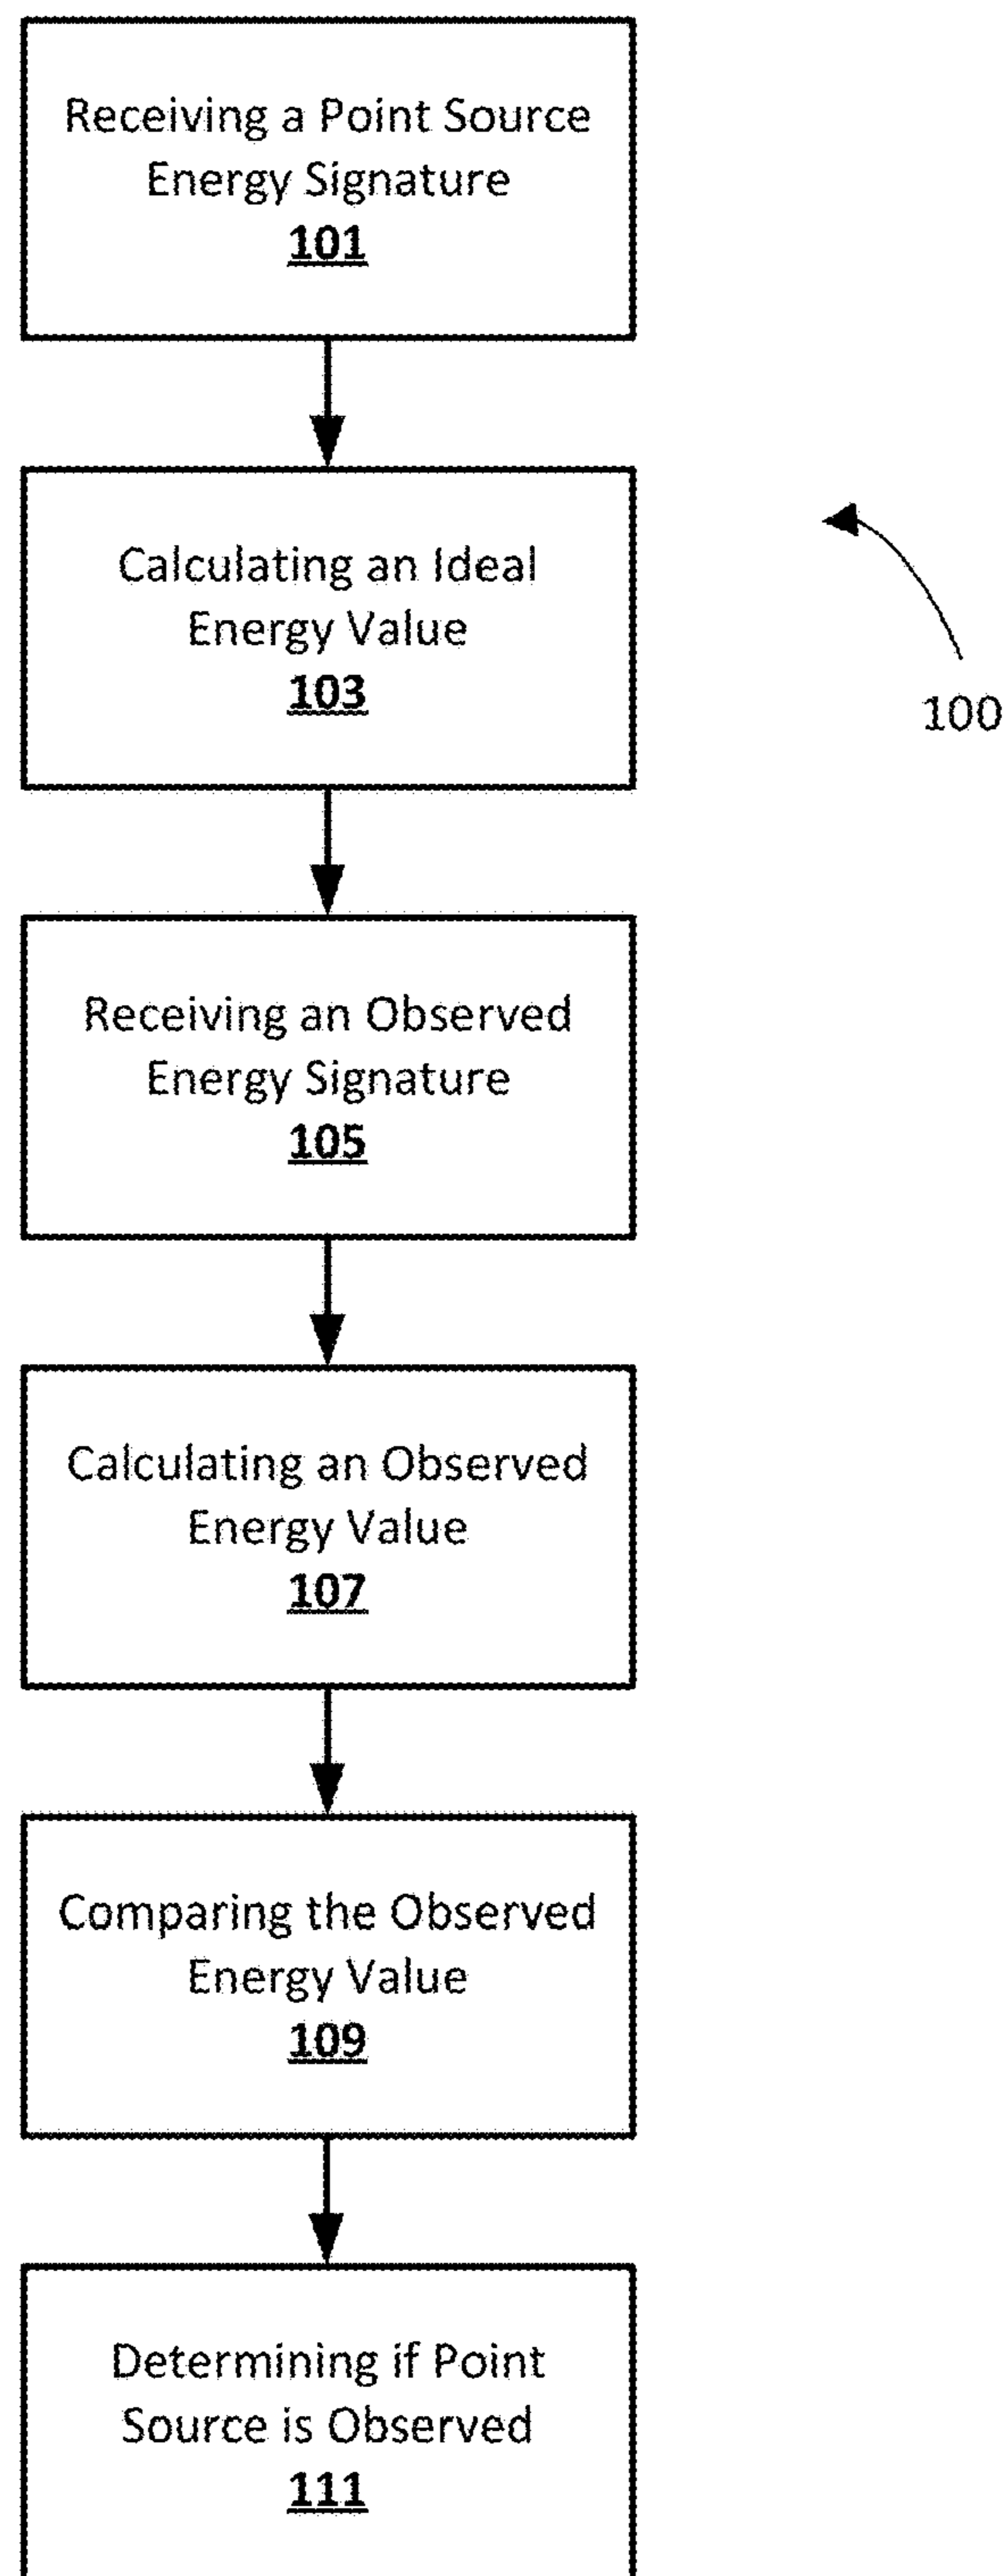 Receiving a Point Source
Energy Signature
101
Calculating an Ideal
Energy Value
103
100
Receiving an Observed
Energy Signature
105
Calculating an Observed
Energy Value
107
Comparing the Observed
Energy Value
109
Determining if Point
Source is Observed
111